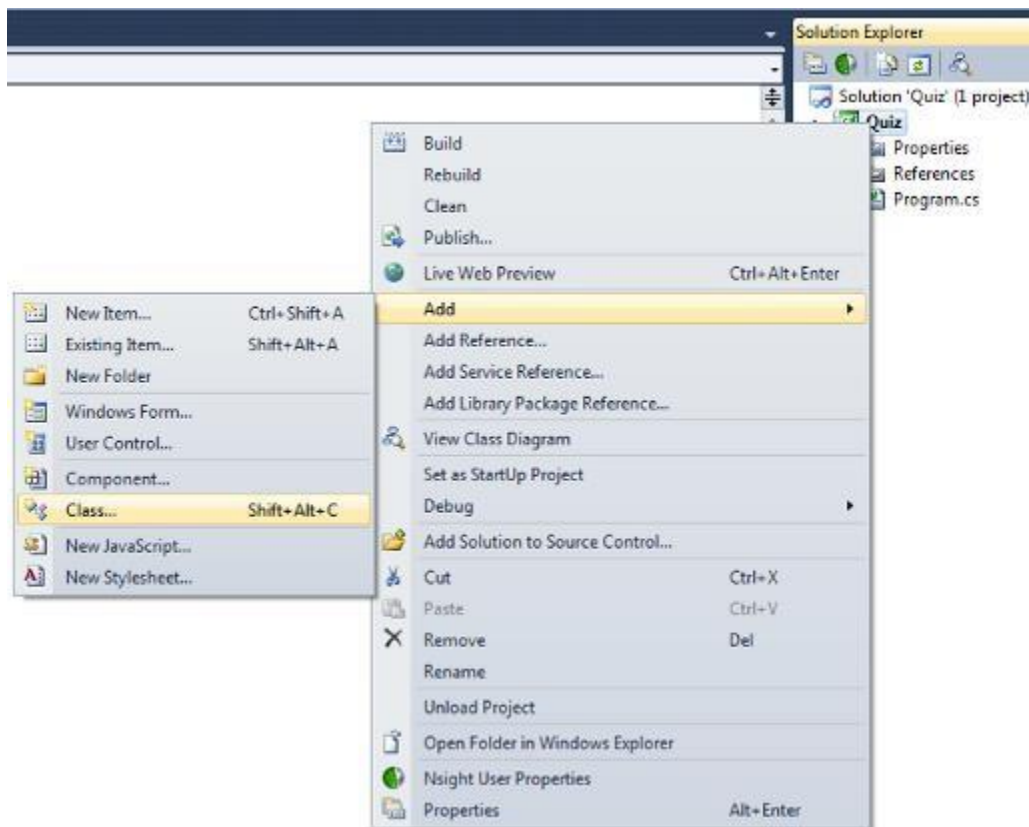 Solution Explorer
Solution 'Quiz' (1 project)
Quiz
Properties
References
Program.cs
Build
Rebuild
Clean
Publish...
Live Web Preview Ctrl+Alt+Enter
Add
Add Reference...
Add Service Reference...
Add Library Package Reference...
View Class Diagram
Set as StartUp Project
Debug
Add Solution to Source Control...
Cut Ctrl+X
Paste Ctrl+V
Remove Del
Rename
Unload Project
Open Folder in Windows Explorer
Nsight User Properties
Properties Alt+Enter
New Item... Ctrl+Shift+A
Existing Item... Shift+Alt+A
New Folder
Windows Form...
User Control...
Component...
Class... Shift+Alt+C
New JavaScript...
New Stylesheet...